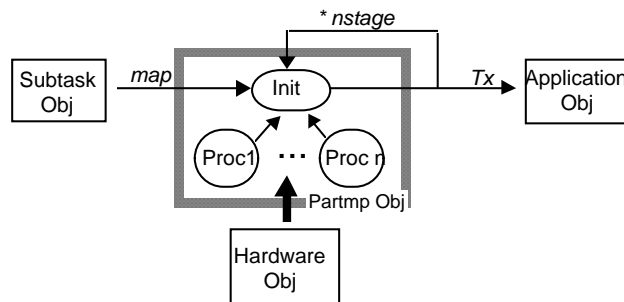 * nstage
Subtask
Obj
map
Init
Tx
Application
Obj
Proc1
...
Proc n
Partmp Obj
Hardware
Obj